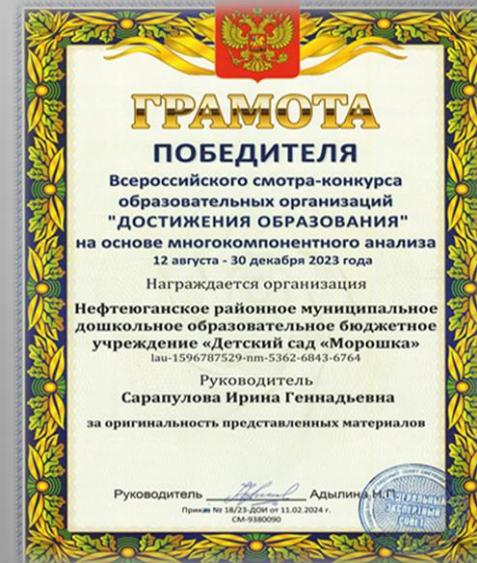 ГРАМОТА
ПОБЕДИТЕЛЯ
Всероссийского смотра-конкурса
образовательных организаций
"ДОСТИЖЕНИЯ ОБРАЗОВАНИЯ"
на основе многокомпонентного анализа
12 августа - 30 декабря 2023 года
Награждается организация
Нефтеюганское районное муниципальное
дошкольное образовательное бюджетное
учреждение «Детский сад «Морошка»
lau-1596787529-nm-5362-6843-6764
Руководитель
Сарапулова Ирина Геннадьевна
за оригинальность представленных материалов
Руководитель Адылина Н.П.
Приказ № 18/23-ДОИ от 11.02.2024 г.
СМ-9380090
ФЕДЕРАЛЬНЫЙ
ЭКСПЕРТНЫЙ
СОВЕТ